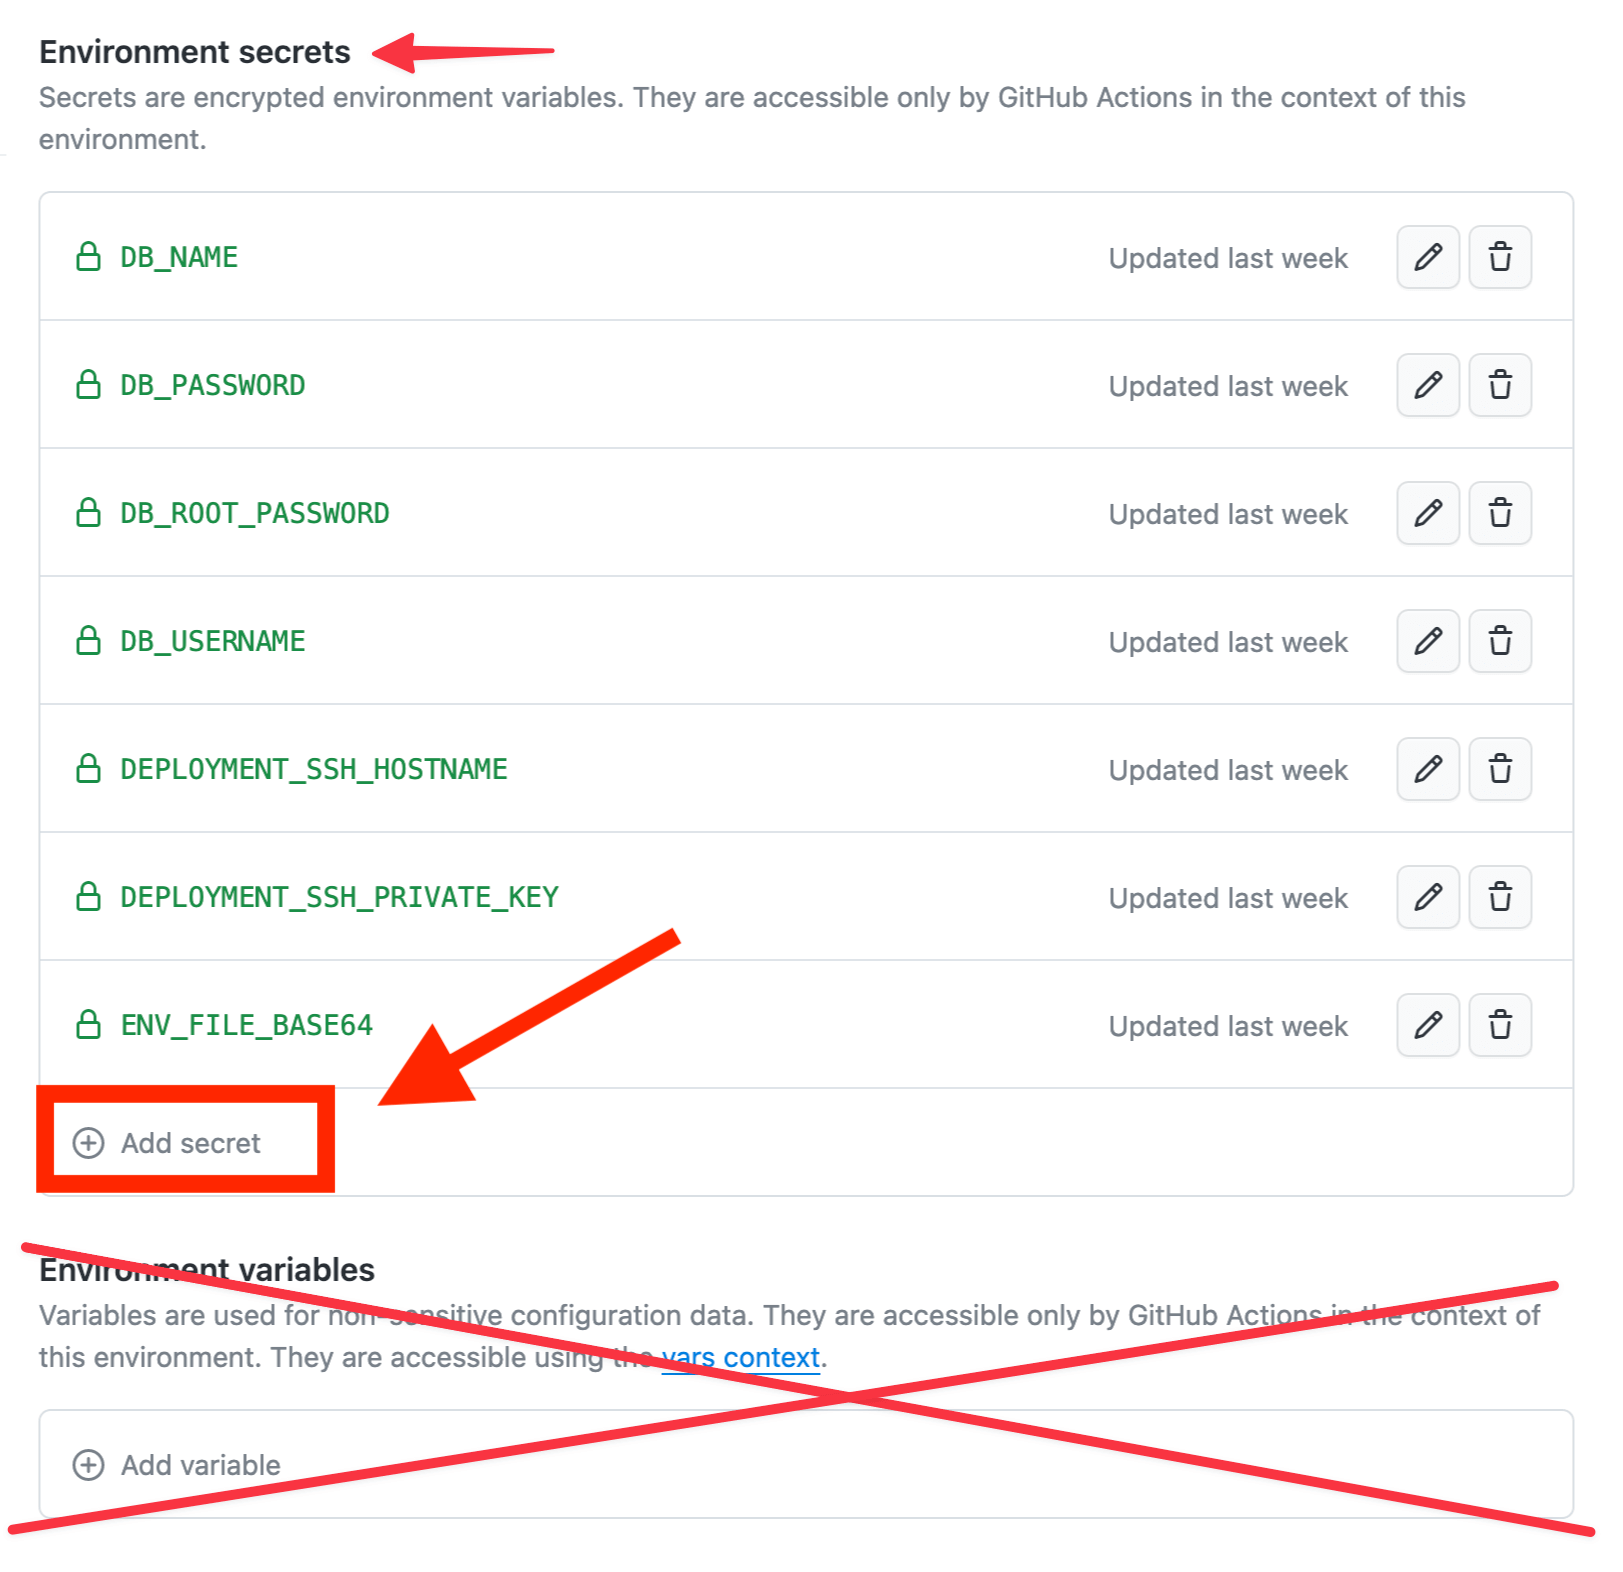 Environment secrets
Secrets are encrypted environment variables. They are accessible only by GitHub Actions in the context of this
environment.
DB_NAME Updated last week
DB_PASSWORD Updated last week
DB_ROOT_PASSWORD Updated last week
DB_USERNAME Updated last week
DEPLOYMENT_SSH_HOSTNAME Updated last week
DEPLOYMENT_SSH_PRIVATE_KEY Updated last week
ENV_FILE_BASE64 Updated last week
Add secret
Environment variables
Variables are used for non-sensitive configuration data. They are accessible only by GitHub Actions in the context of
this environment. They are accessible using the vars context.
Add variable